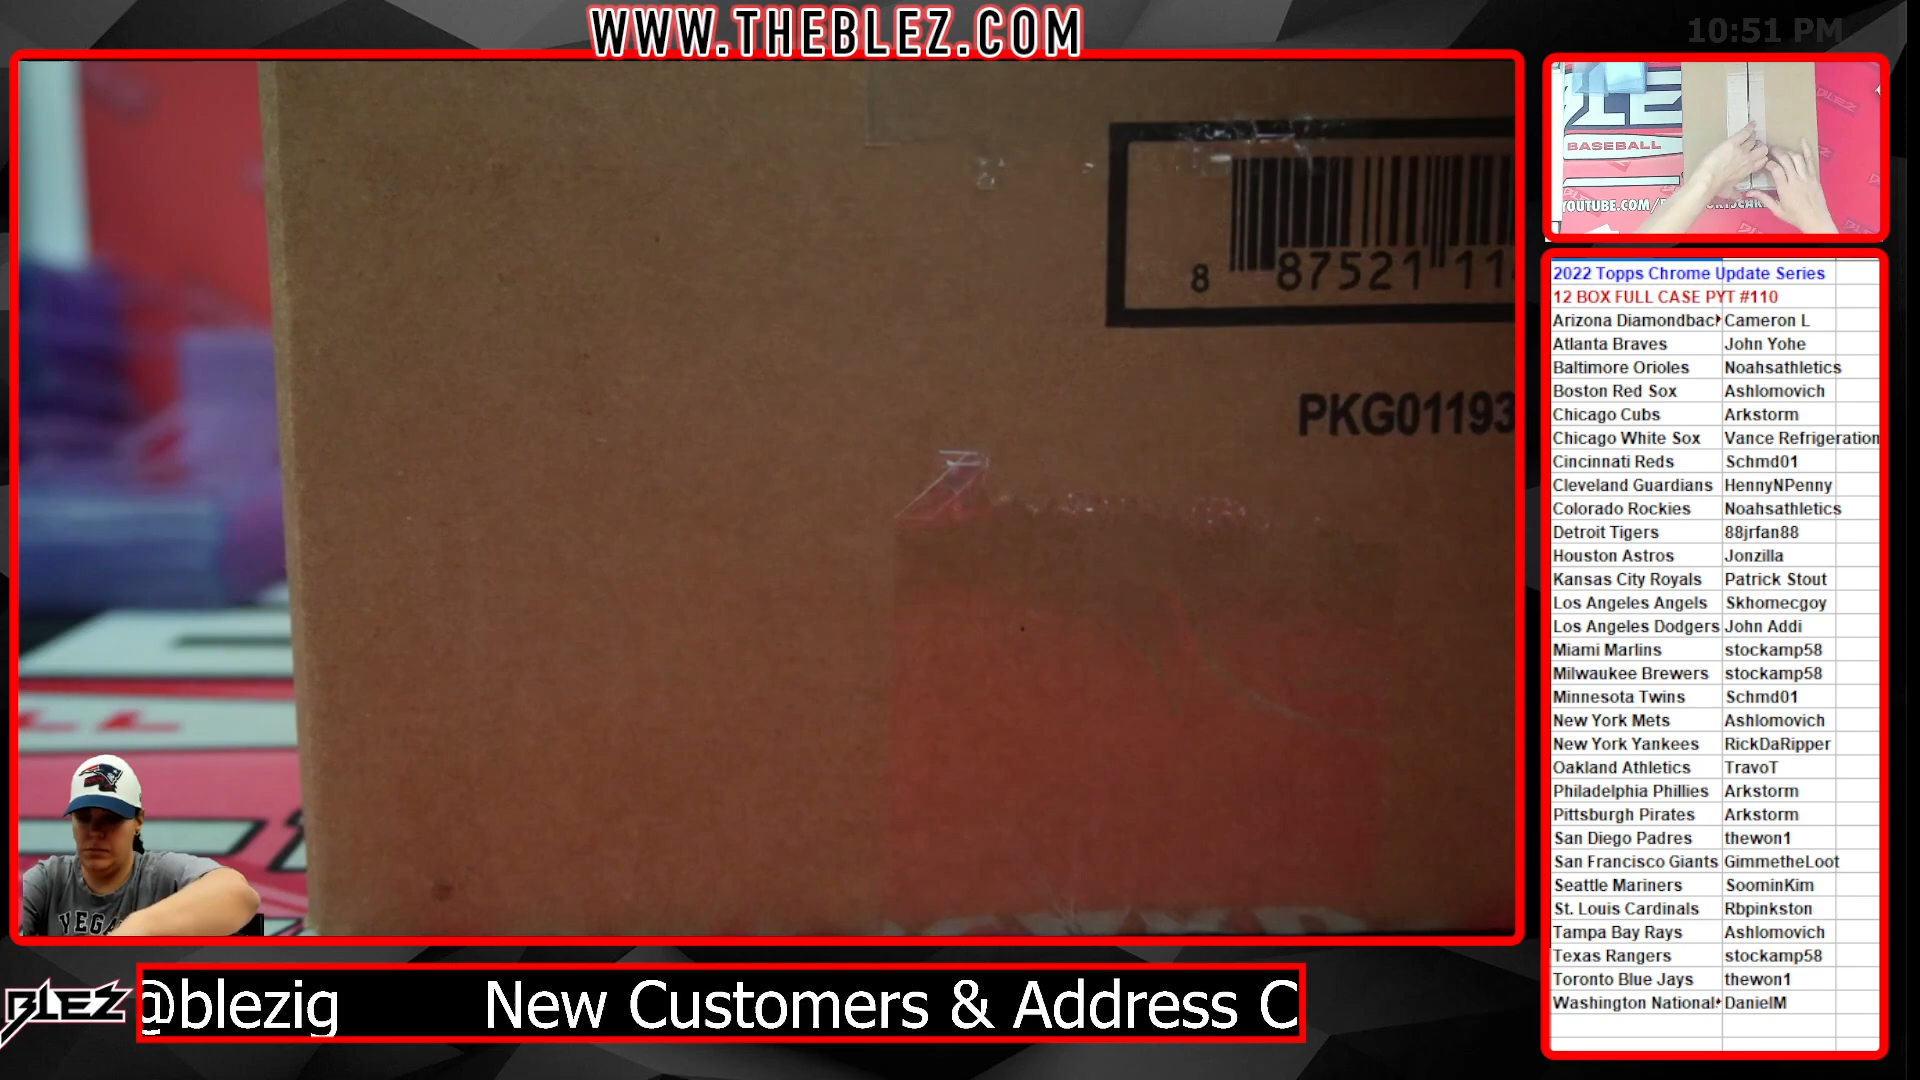 WWW.THEBLEZ.COM
10:51 PM
BASEBALL
YOUTUBE.COM/
8 87521 11
PKG01193
2022 Topps Chrome Update Series
12 BOX FULL CASE PYT #110
Arizona Diamondbac Cameron L
Atlanta Braves John Yohe
Baltimore Orioles Noahsathletics
Boston Red Sox Ashlomovich
Chicago Cubs Arkstorm
Chicago White Sox Vance Refrigeration
Cincinnati Reds Schmd01
Cleveland Guardians HennyNPenny
Colorado Rockies Noahsathletics
Detroit Tigers 88jrfan88
Houston Astros Jonzilla
Kansas City Royals Patrick Stout
Los Angeles Angels Skhomecgoy
Los Angeles Dodgers John Addi
Miami Marlins stockamp58
Milwaukee Brewers stockamp58
Minnesota Twins Schmd01
New York Mets Ashlomovich
New York Yankees RickDaRipper
Oakland Athletics TravoT
Philadelphia Phillies Arkstorm
Pittsburgh Pirates Arkstorm
San Diego Padres thewon1
San Francisco Giants GimmetheLoot
Seattle Mariners SoominKim
St. Louis Cardinals Rbpinkston
Tampa Bay Rays Ashlomovich
Texas Rangers stockamp58
Toronto Blue Jays thewon1
Washington National DanielM
VEGA
BLEZ
@blezig New Customers & Address C